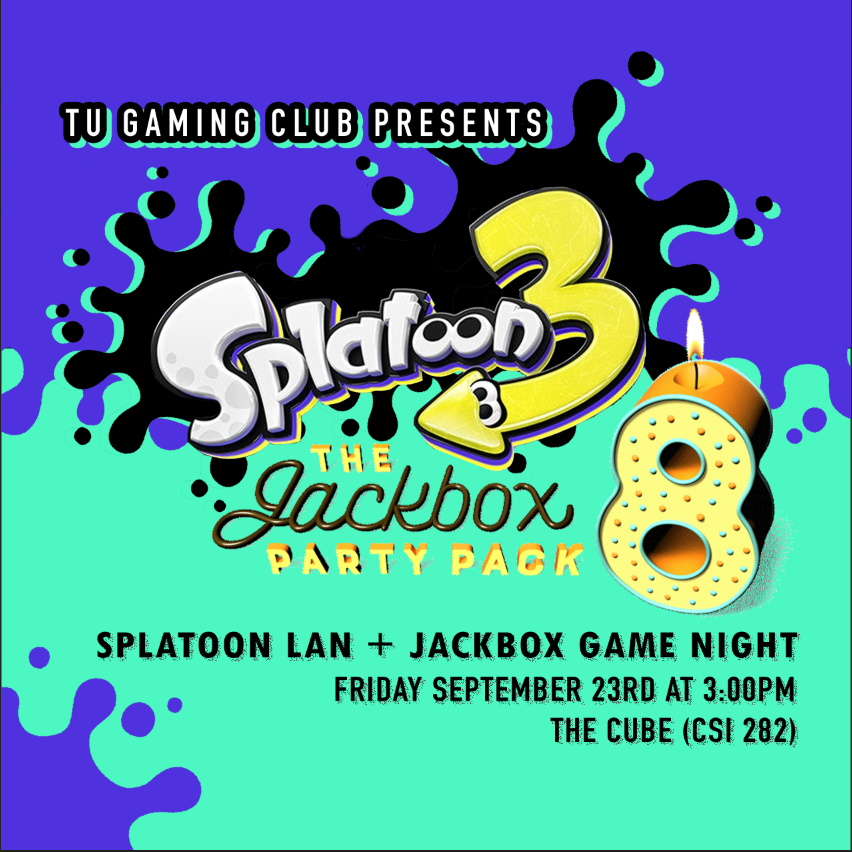 TU GAMING CLUB PRESENTS
Splatoon 3
3
THE
Jackbox
PARTY PACK 8
SPLATOON LAN + JACKBOX GAME NIGHT
FRIDAY SEPTEMBER 23RD AT 3:00PM
THE CUBE (CSI 282)